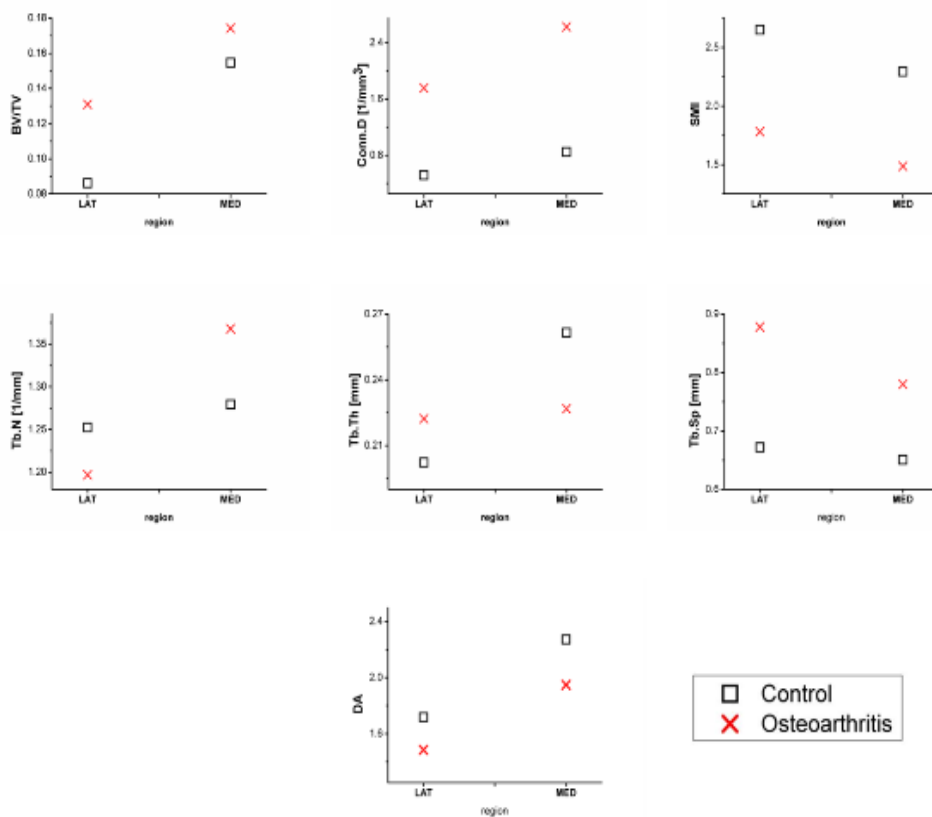 0.18
0.16
0.14
0.12
0.10
0.08
BV/TV
LAT
MED
region
2.4
1.6
0.8
Conn.D [1/mm³]
LAT
MED
region
2.5
2.0
1.5
SMI
LAT
MED
region
1.35
1.30
1.25
1.20
Tb.N [1/mm]
LAT
MED
region
0.27
0.24
0.21
Tb.Th [mm]
LAT
MED
region
0.9
0.8
0.7
0.6
Tb.Sp [mm]
LAT
MED
region
2.4
2.0
1.6
DA
LAT
MED
region
Control
Osteoarthritis